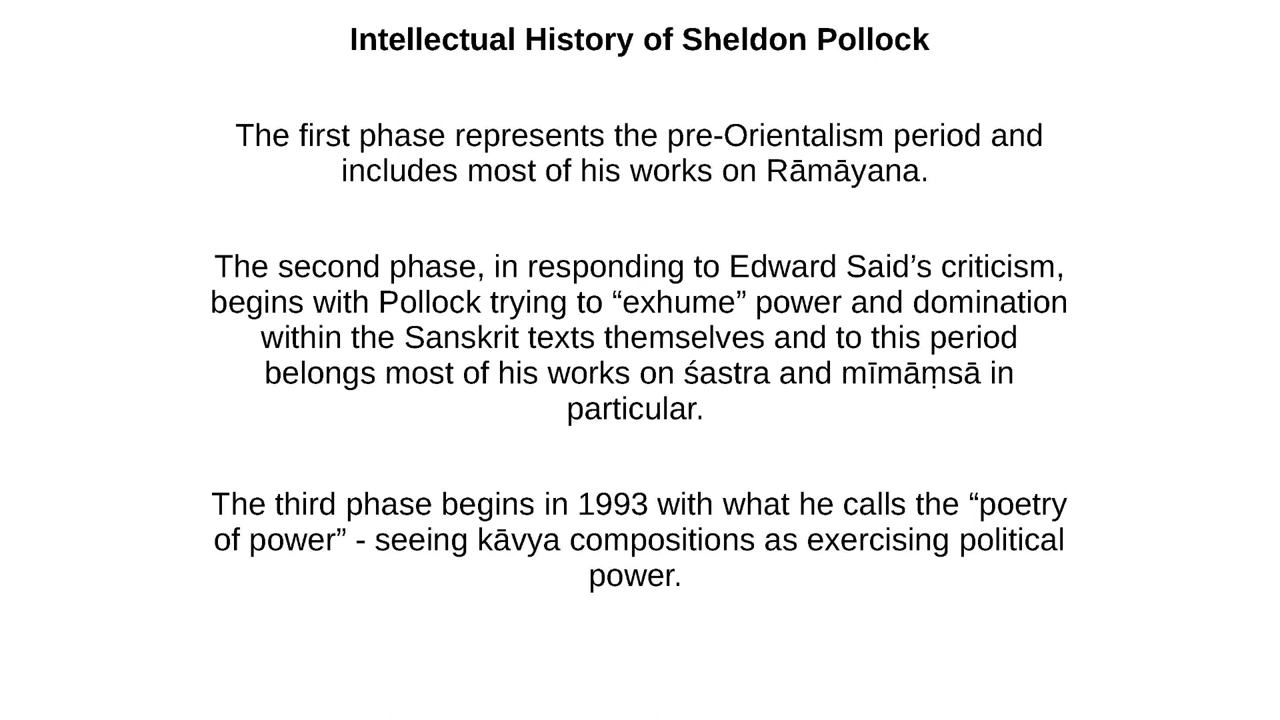 Intellectual History of Sheldon Pollock
The first phase represents the pre-Orientalism period and
includes most of his works on Rāmāyana.
The second phase, in responding to Edward Said’s criticism,
begins with Pollock trying to “exhume” power and domination
within the Sanskrit texts themselves and to this period
belongs most of his works on śastra and mīmāṃsā in
particular.
The third phase begins in 1993 with what he calls the “poetry
of power” - seeing kāvya compositions as exercising political
power.